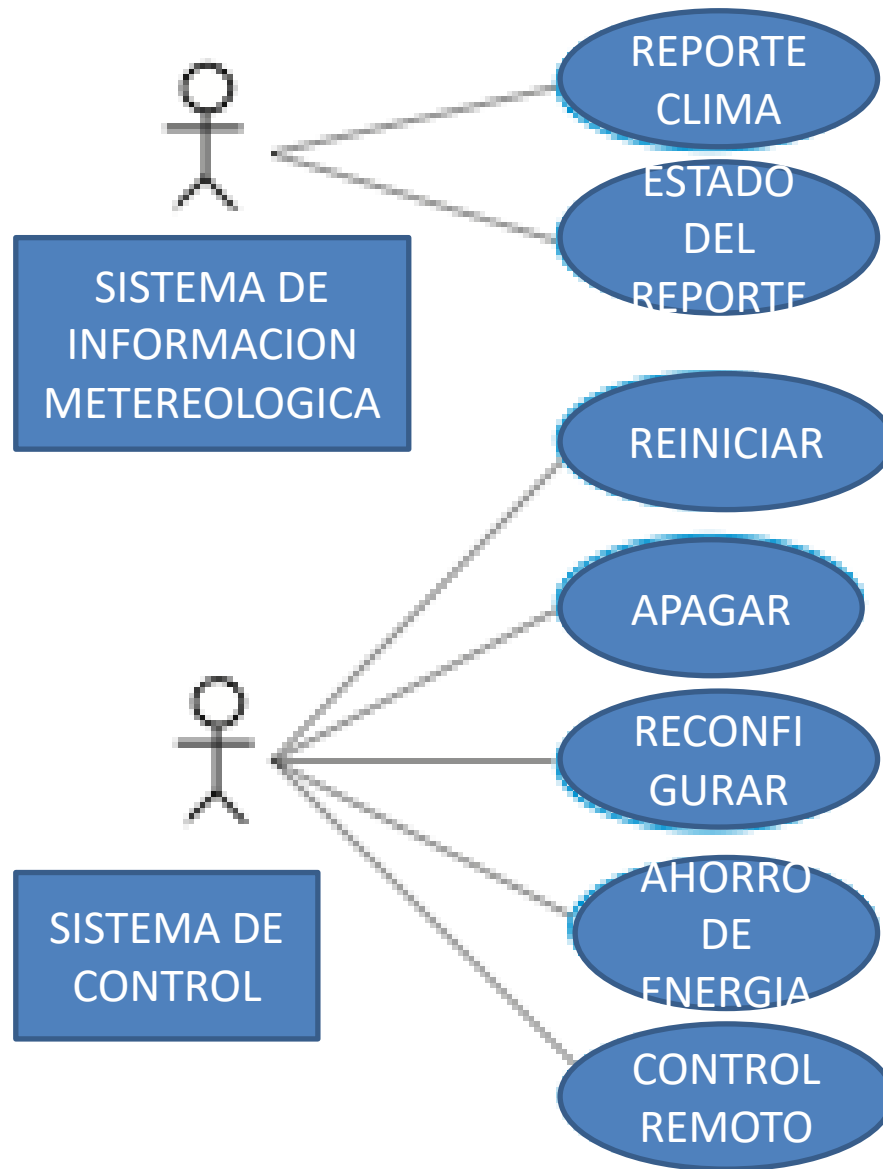 REPORTE
CLIMA
ESTADO
DEL
REPORTE
SISTEMA DE
INFORMACION
METEREOLOGICA
REINICIAR
APAGAR
RECONFI
GURAR
AHORRO
DE
ENERGIA
SISTEMA DE
CONTROL
CONTROL
REMOTO